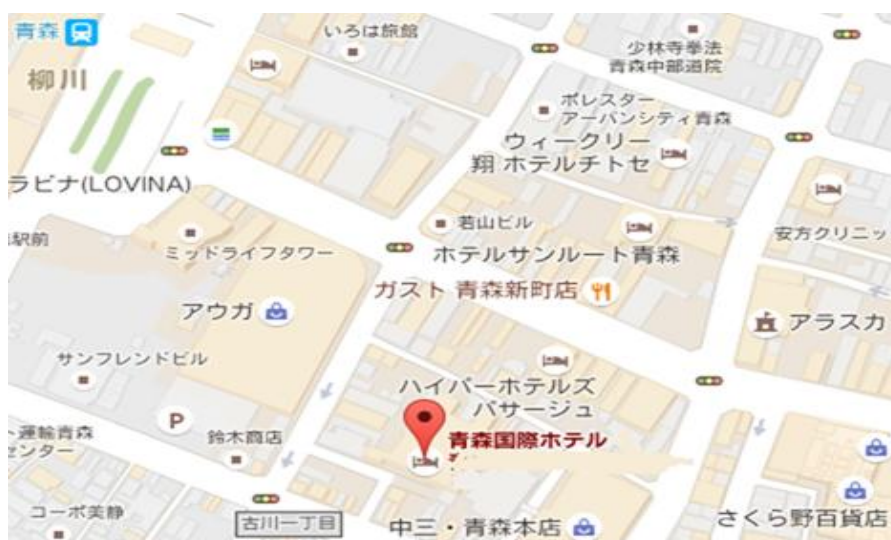 青森
いろは旅館
少林寺拳法
青森中部道院
柳川
ポレスター
アーバンシティ青森
ウィークリー
翔 ホテルチトセ
ラビナ(LOVINA)
駅前
若山ビル
安方クリニッ
ミッドライフタワー
ホテルサンルート青森
ガスト 青森新町店
アウガ
アラスカ
サンフレンドビル
ハイパーホテルズ
パサージュ
P
ト運輸青森
センター
鈴木商店
青森国際ホテル
コーポ美静
古川一丁目
中三・青森本店
さくら野百貨店